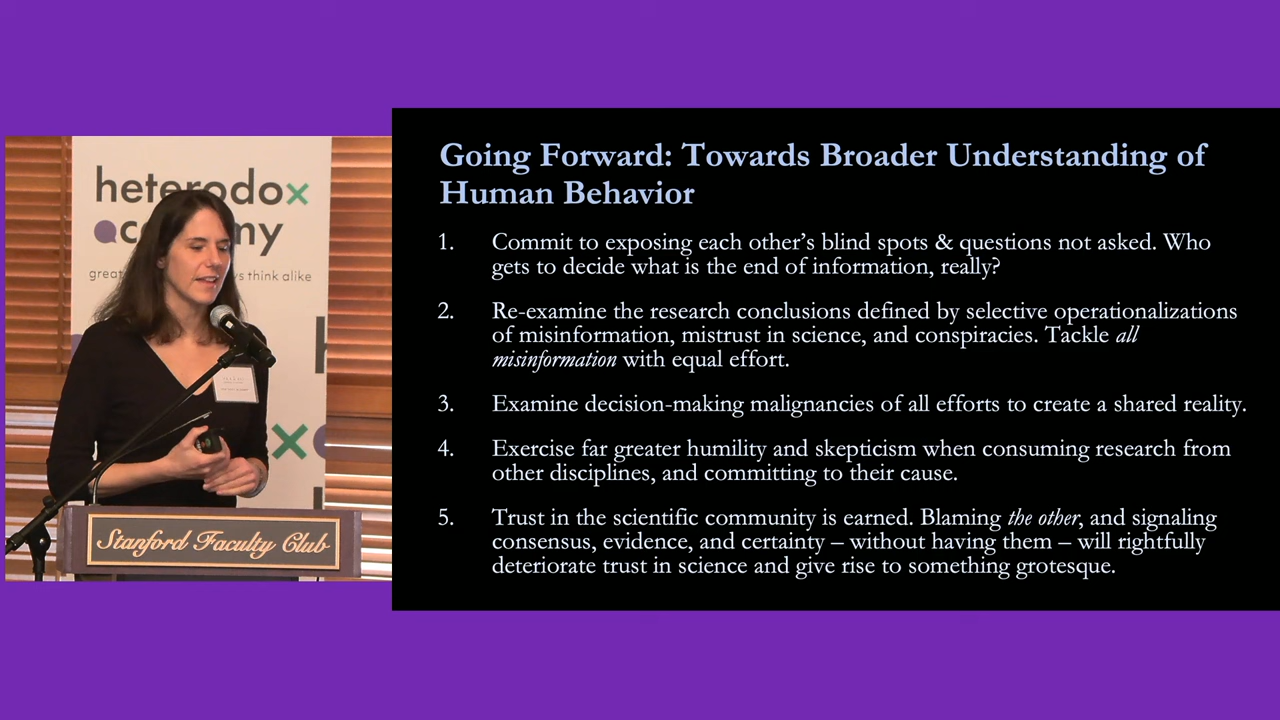 heterodox
greate
s think alike
Stanford Faculty Club
Going Forward: Towards Broader Understanding of
Human Behavior
1. Commit to exposing each other’s blind spots & questions not asked. Who
gets to decide what is the end of information, really?
2. Re-examine the research conclusions defined by selective operationalizations
of misinformation, mistrust in science, and conspiracies. Tackle all
misinformation with equal effort.
3. Examine decision-making malignancies of all efforts to create a shared reality.
4. Exercise far greater humility and skepticism when consuming research from
other disciplines, and committing to their cause.
5. Trust in the scientific community is earned. Blaming the other, and signaling
consensus, evidence, and certainty – without having them – will rightfully
deteriorate trust in science and give rise to something grotesque.